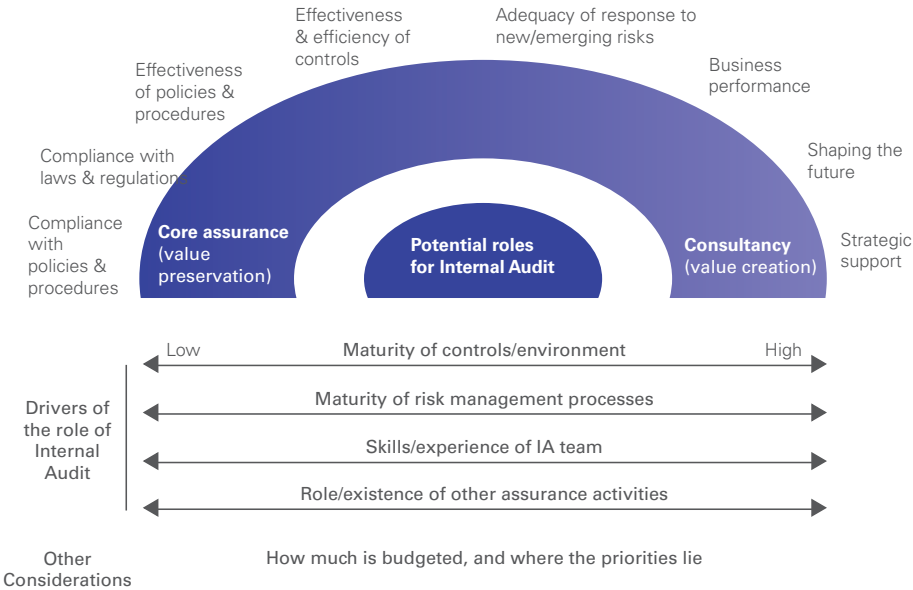 Effectiveness
& efficiency of
controls
Adequacy of response to
new/emerging risks
Effectiveness
of policies &
procedures
Business
performance
Compliance with
laws & regulations
Shaping the
future
Compliance
with
policies &
procedures
Core assurance
(value
preservation)
Potential roles
for Internal Audit
Consultancy
(value creation)
Strategic
support
Low
Maturity of controls/environment
High
Drivers of
the role of
Internal
Audit
Maturity of risk management processes
Skills/experience of IA team
Role/existence of other assurance activities
Other
Considerations
How much is budgeted, and where the priorities lie